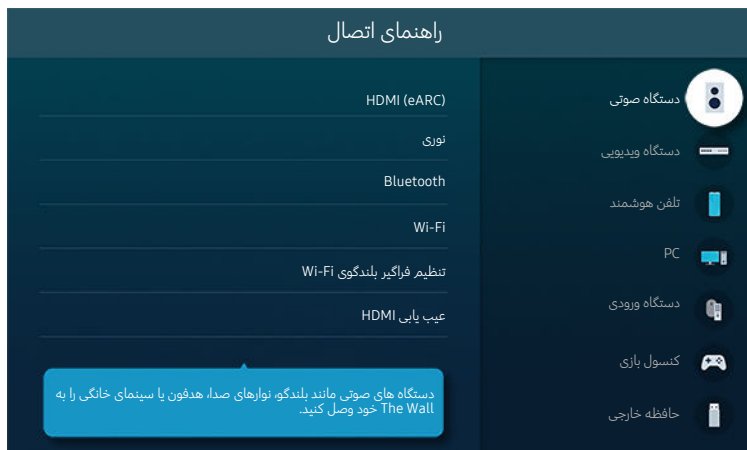 راهنمای اتصال
دستگاه صوتی
دستگاه ویدیویی
تلفن هوشمند
PC
دستگاه ورودی
کنسول بازی
حافظه خارجی
HDMI (eARC)
نوری
Bluetooth
Wi-Fi
تنظیم فراگیر بلندگوی Wi-Fi
عیب یابی HDMI
دستگاه های صوتی مانند بلندگو، نوارهای صدا، هدفون یا سینمای خانگی را به
The Wall خود وصل کنید.